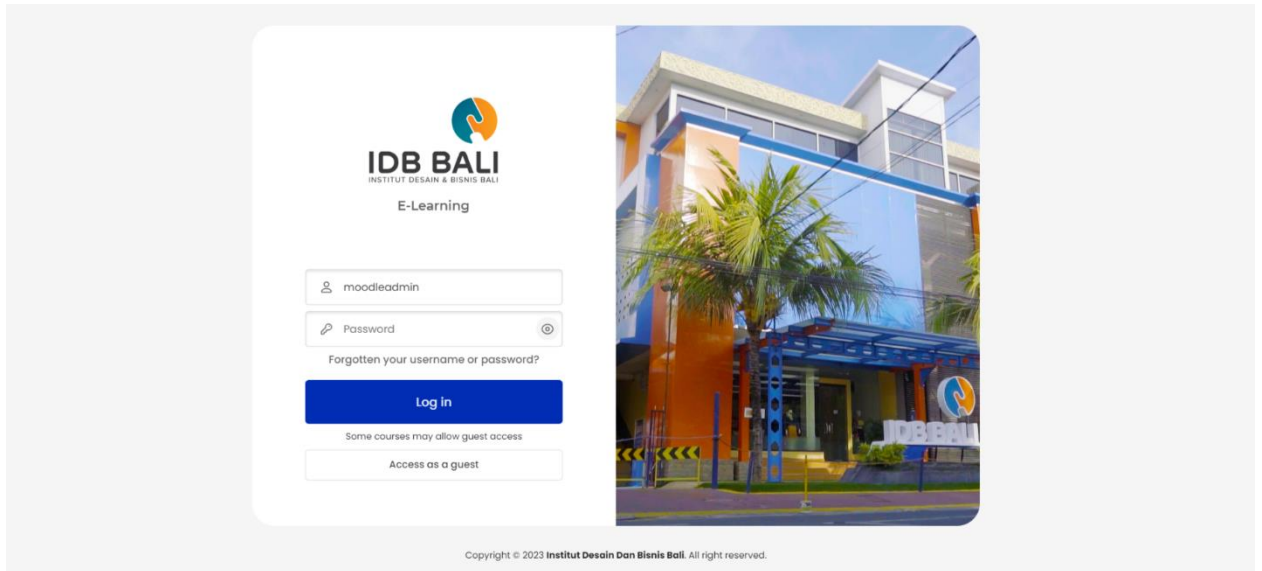 IDB BALI
INSTITUT DESAIN & BISNIS BALI
E-Learning
moodleadmin
Password
Forgotten your username or password?
Log in
Some courses may allow guest access
Access as a guest
IDB BALI
Copyright © 2023 Institut Desain Dan Bisnis Bali. All right reserved.